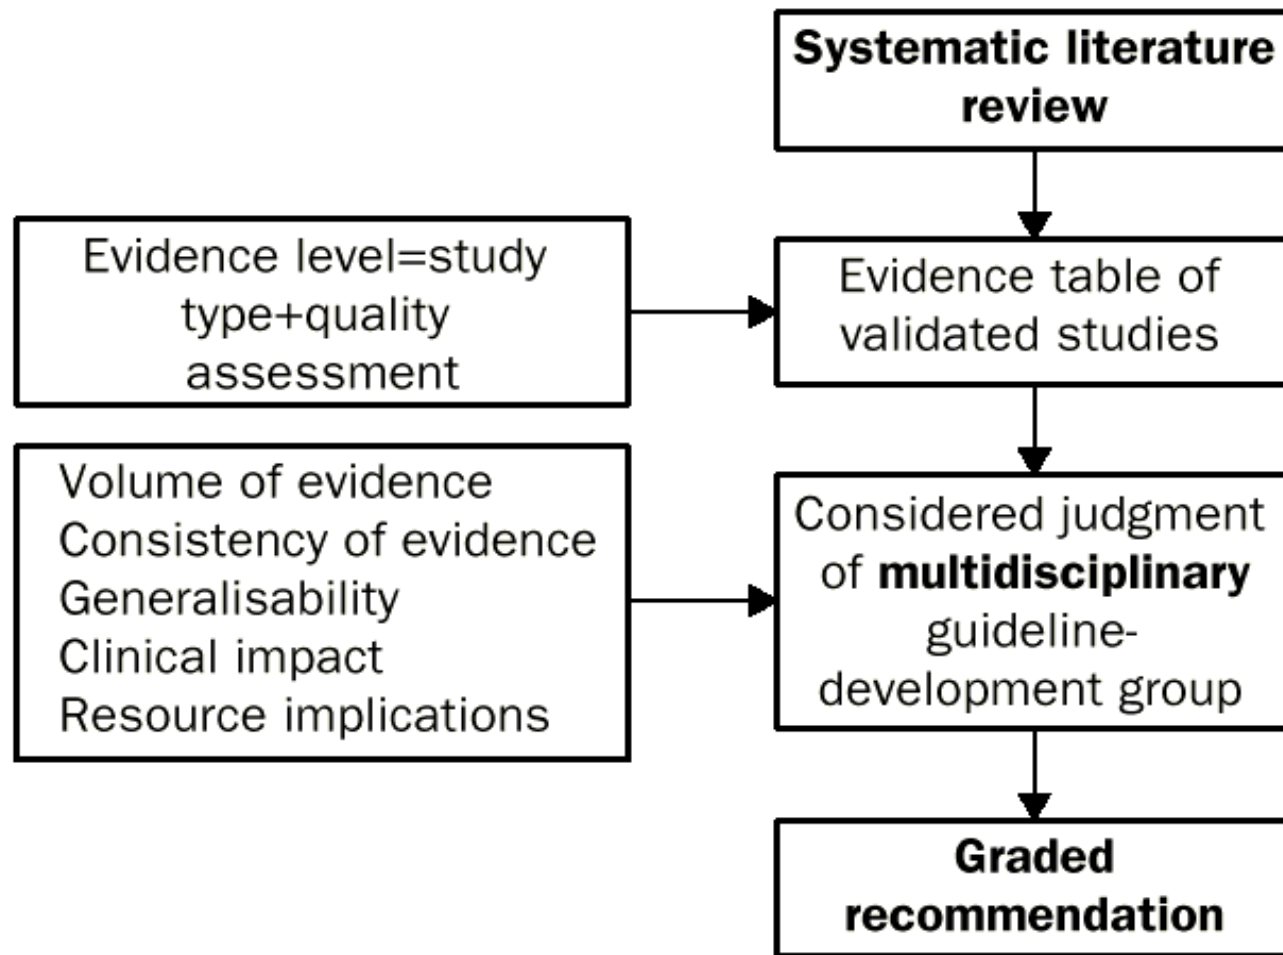 Systematic literature
review
Evidence level=study
type+quality
assessment
Evidence table of
validated studies
Volume of evidence
Consistency of evidence
Generalisability
Clinical impact
Resource implications
Considered judgment
of multidisciplinary
guideline-
development group
Graded
recommendation